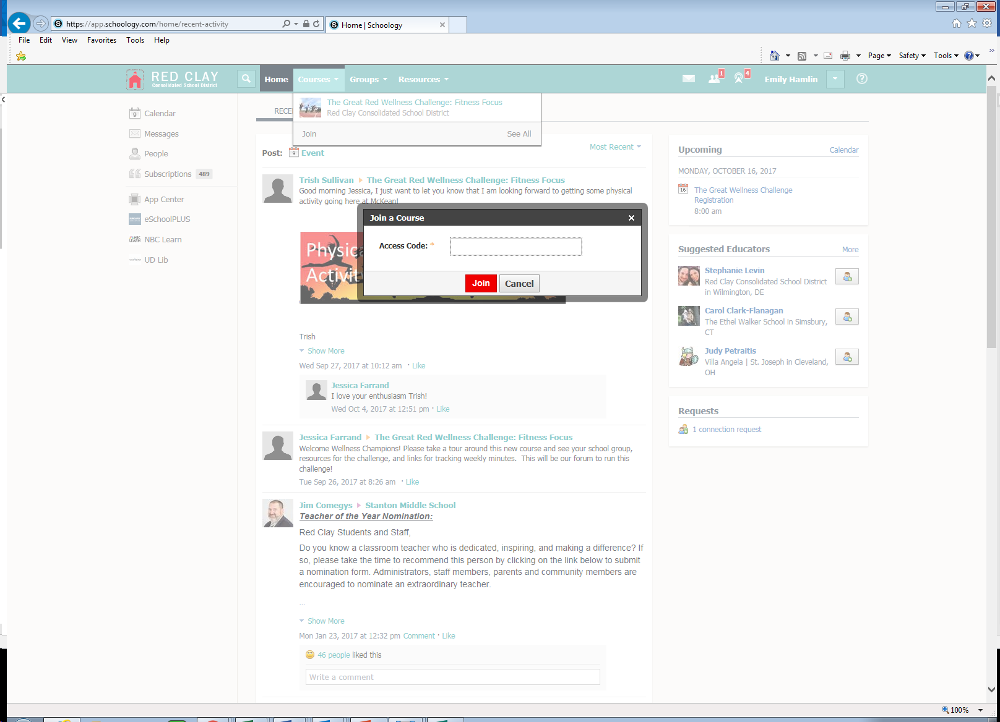 https://app.schoology.com/home/recent-activity
Home | Schoology
File Edit View Favorites Tools Help
Page Safety Tools
RED CLAY
Consolidated School District
Home Courses Groups Resources
1
4
Emily Hamlin
The Great Red Wellness Challenge: Fitness Focus
Red Clay Consolidated School District
Join See All
RECE
9 Calendar
Messages
People
Subscriptions 489
App Center
eSchoolPLUS
NBC LEARN NBC Learn
UD Lib
Post: 9 Event
Most Recent
Trish Sullivan The Great Red Wellness Challenge: Fitness Focus
Good morning Jessica, I just want to let you know that I am looking forward to getting some physical
activity going here at McKean!
Physica
Activit
Join a Course
Access Code: *
Join Cancel
Trish
Show More
Wed Sep 27, 2017 at 10:12 am · Like
Jessica Farrand
I love your enthusiasm Trish!
Wed Oct 4, 2017 at 12:51 pm · Like
Jessica Farrand The Great Red Wellness Challenge: Fitness Focus
Welcome Wellness Champions! Please take a tour around this new course and see your school group,
resources for the challenge, and links for tracking weekly minutes. This will be our forum to run this
challenge!
Tue Sep 26, 2017 at 8:26 am · Like
Jim Comegys Stanton Middle School
Teacher of the Year Nomination:
Red Clay Students and Staff,
Do you know a classroom teacher who is dedicated, inspiring, and making a difference? If
so, please take the time to recommend this person by clicking on the link below to submit
a nomination form. Administrators, staff members, parents and community members are
encouraged to nominate an extraordinary teacher.
...
Show More
Mon Jan 23, 2017 at 12:32 pm Comment · Like
46 people liked this
Write a comment
Upcoming Calendar
MONDAY, OCTOBER 16, 2017
16 The Great Wellness Challenge
Registration
8:00 am
Suggested Educators More
Stephanie Levin
Red Clay Consolidated School District
in Wilmington, DE
Carol Clark-Flanagan
The Ethel Walker School in Simsbury,
CT
Judy Petraitis
Villa Angela | St. Joseph in Cleveland,
OH
Requests
1 connection request
100%